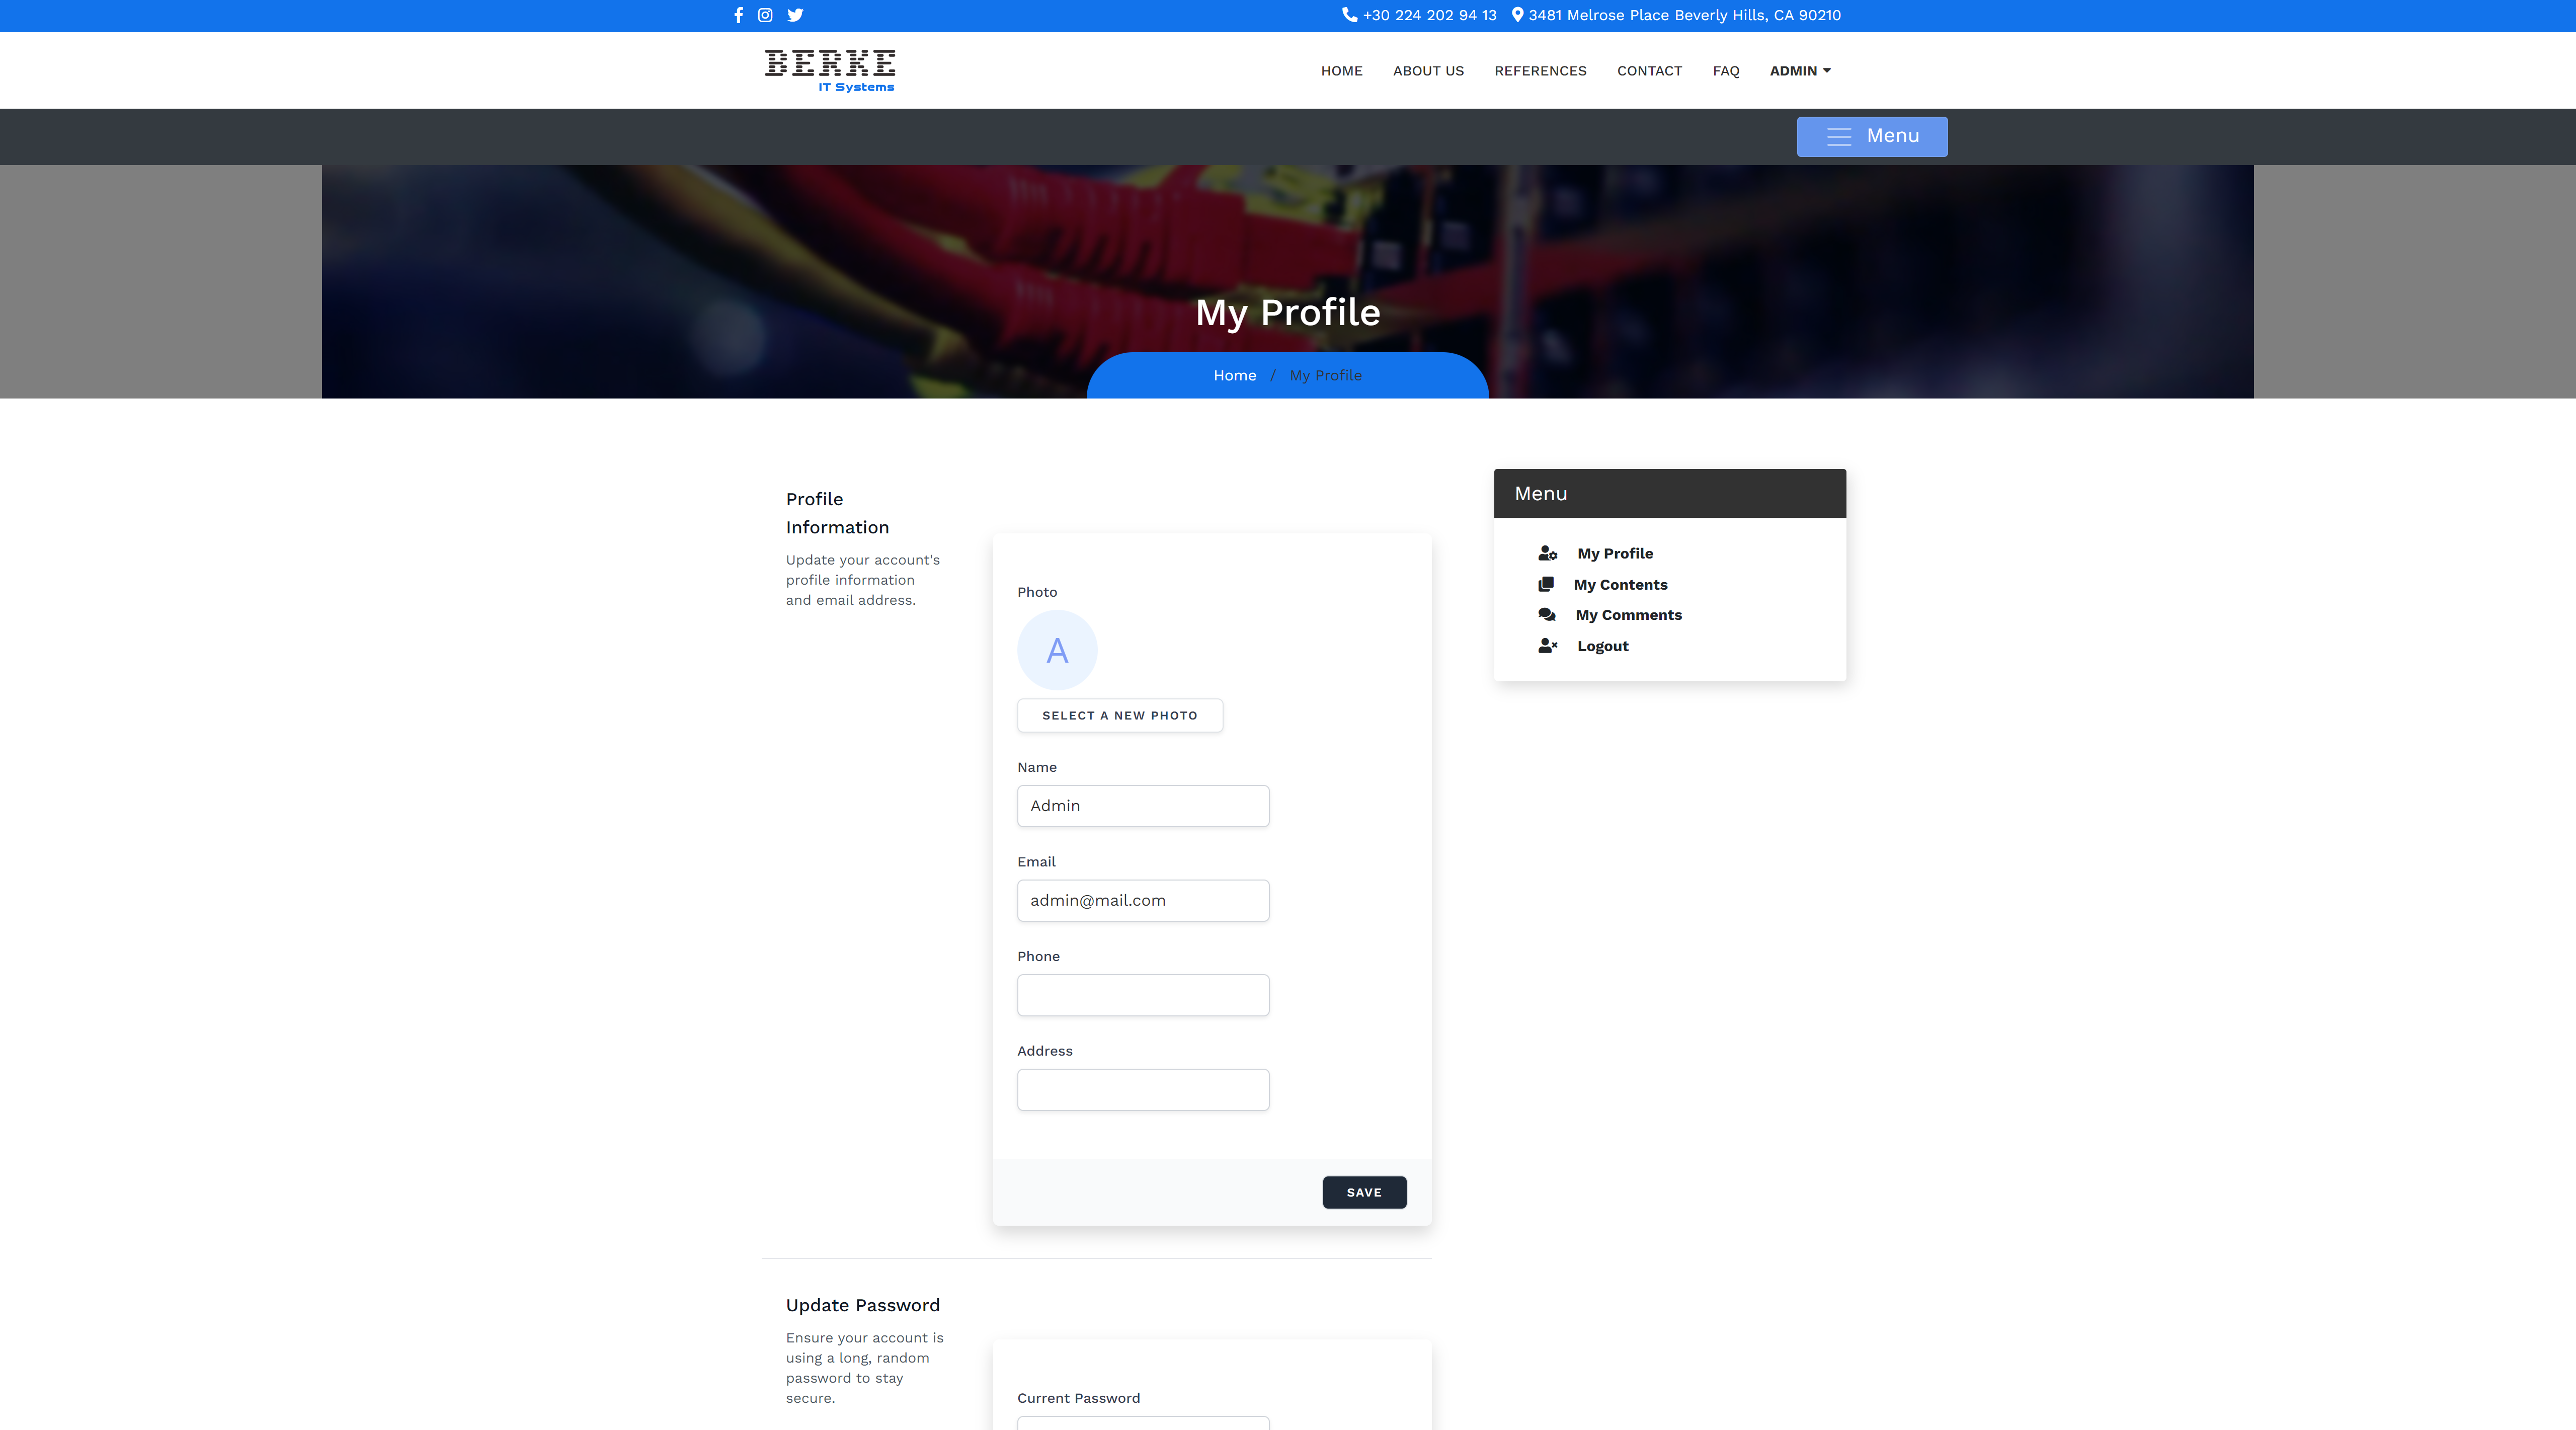 +30 224 202 94 13 3481 Melrose Place Beverly Hills, CA 90210
BERKE
IT Systems
HOME ABOUT US REFERENCES CONTACT FAQ ADMIN
Menu
My Profile
Home / My Profile
Profile
Information
Update your account's
profile information
and email address.
Photo
A
SELECT A NEW PHOTO
Name
Admin
Email
admin@mail.com
Phone
Address
SAVE
Menu
My Profile
My Contents
My Comments
Logout
Update Password
Ensure your account is
using a long, random
password to stay
secure.
Current Password